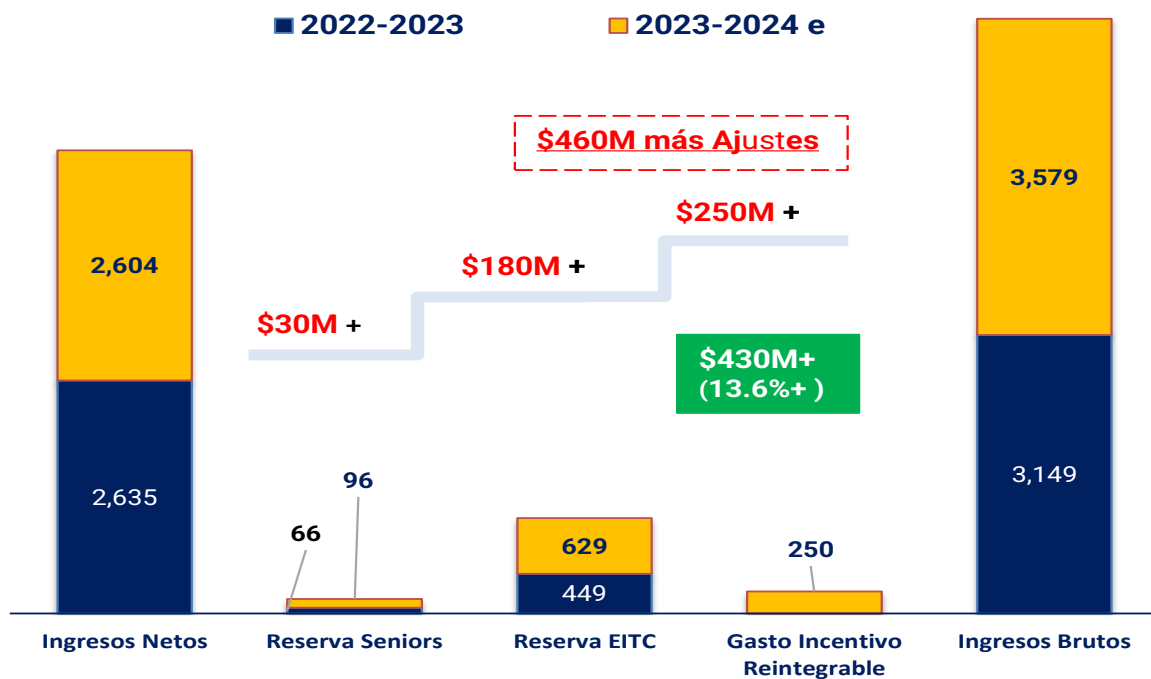 2022-2023
2023-2024 e
$460M más Ajustes
3,579
$250M +
2,604
$180M +
$30M +
$430M+
(13.6%+ )
2,635
96
66
629
449
250
3,149
Ingresos Netos
Reserva Seniors
Reserva EITC
Gasto Incentivo
Reintegrable
Ingresos Brutos